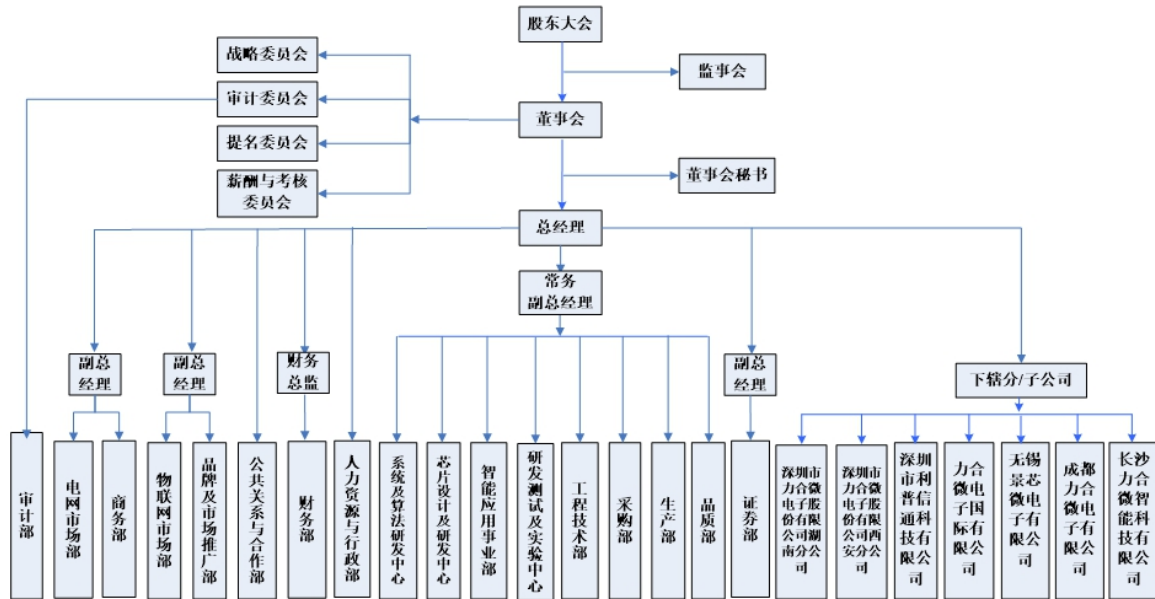 股东大会
战略委员会
监事会
审计委员会
董事会
提名委员会
薪酬与考核
委员会
董事会秘书
总经理
常务
副总经理
副总
经理
副总
经理
财务
总监
副总
经理
下辖分/子公司
审计部
电网市场部
商务部
物联网市场部
品牌及市场推广部
公共关系与合作部
财务部
人力资源与行政部
系统及算法研发中心
芯片设计及研发中心
智能应用事业部
研发测试及实验中心
工程技术部
采购部
生产部
品质部
证券部
深圳市力合微电子股份有限公司湖南分公司
深圳市力合微电子股份有限公司西安分公司
深圳市利普信通科技有限公司
力合微电子国际有限公司
无锡景芯微电子有限公司
成都力合微电子有限公司
长沙力合微智能科技有限公司